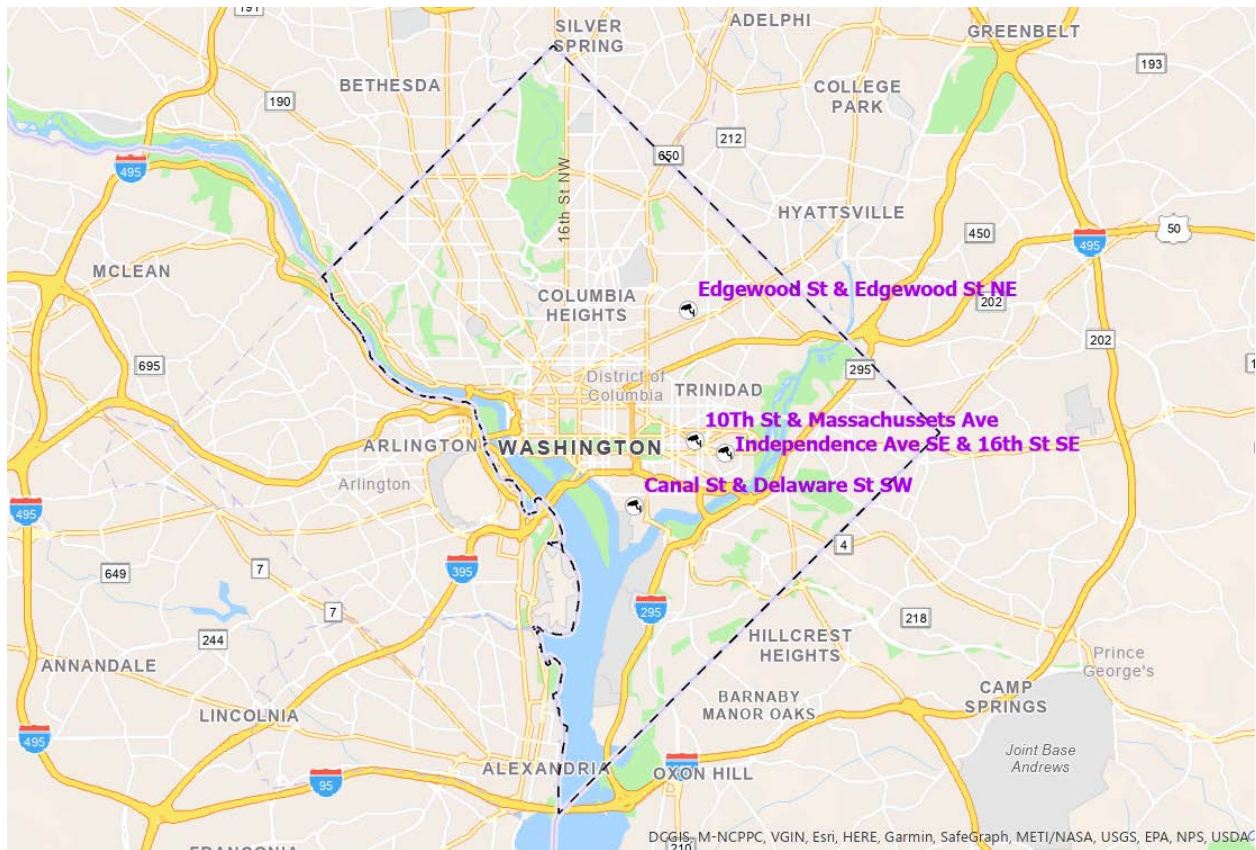 191
SILVER
SPRING
ADELPHI
GREENBELT
193
BETHESDA
190
COLLEGE
PARK
212
495
650
16th St NW
HYATTSVILLE
450
50
495
MCLEAN
Edgewood St & Edgewood St NE
COLUMBIA
HEIGHTS
202
202
695
295
District of
Columbia
TRINIDAD
10Th St & Massachussets Ave
ARLINGTON
WASHINGTON
Independence Ave SE & 16th St SE
Arlington
Canal St & Delaware St SW
495
4
395
649
7
7
295
218
244
HILLCREST
HEIGHTS
Prince
George's
ANNANDALE
BARNABY
MANOR OAKS
CAMP
SPRINGS
LINCOLNIA
495
Joint Base
Andrews
ALEXANDRIA
OXON HILL
95
DCGIS, M-NCPPC, VGIN, Esri, HERE, Garmin, SafeGraph, METI/NASA, USGS, EPA, NPS, USDA
210